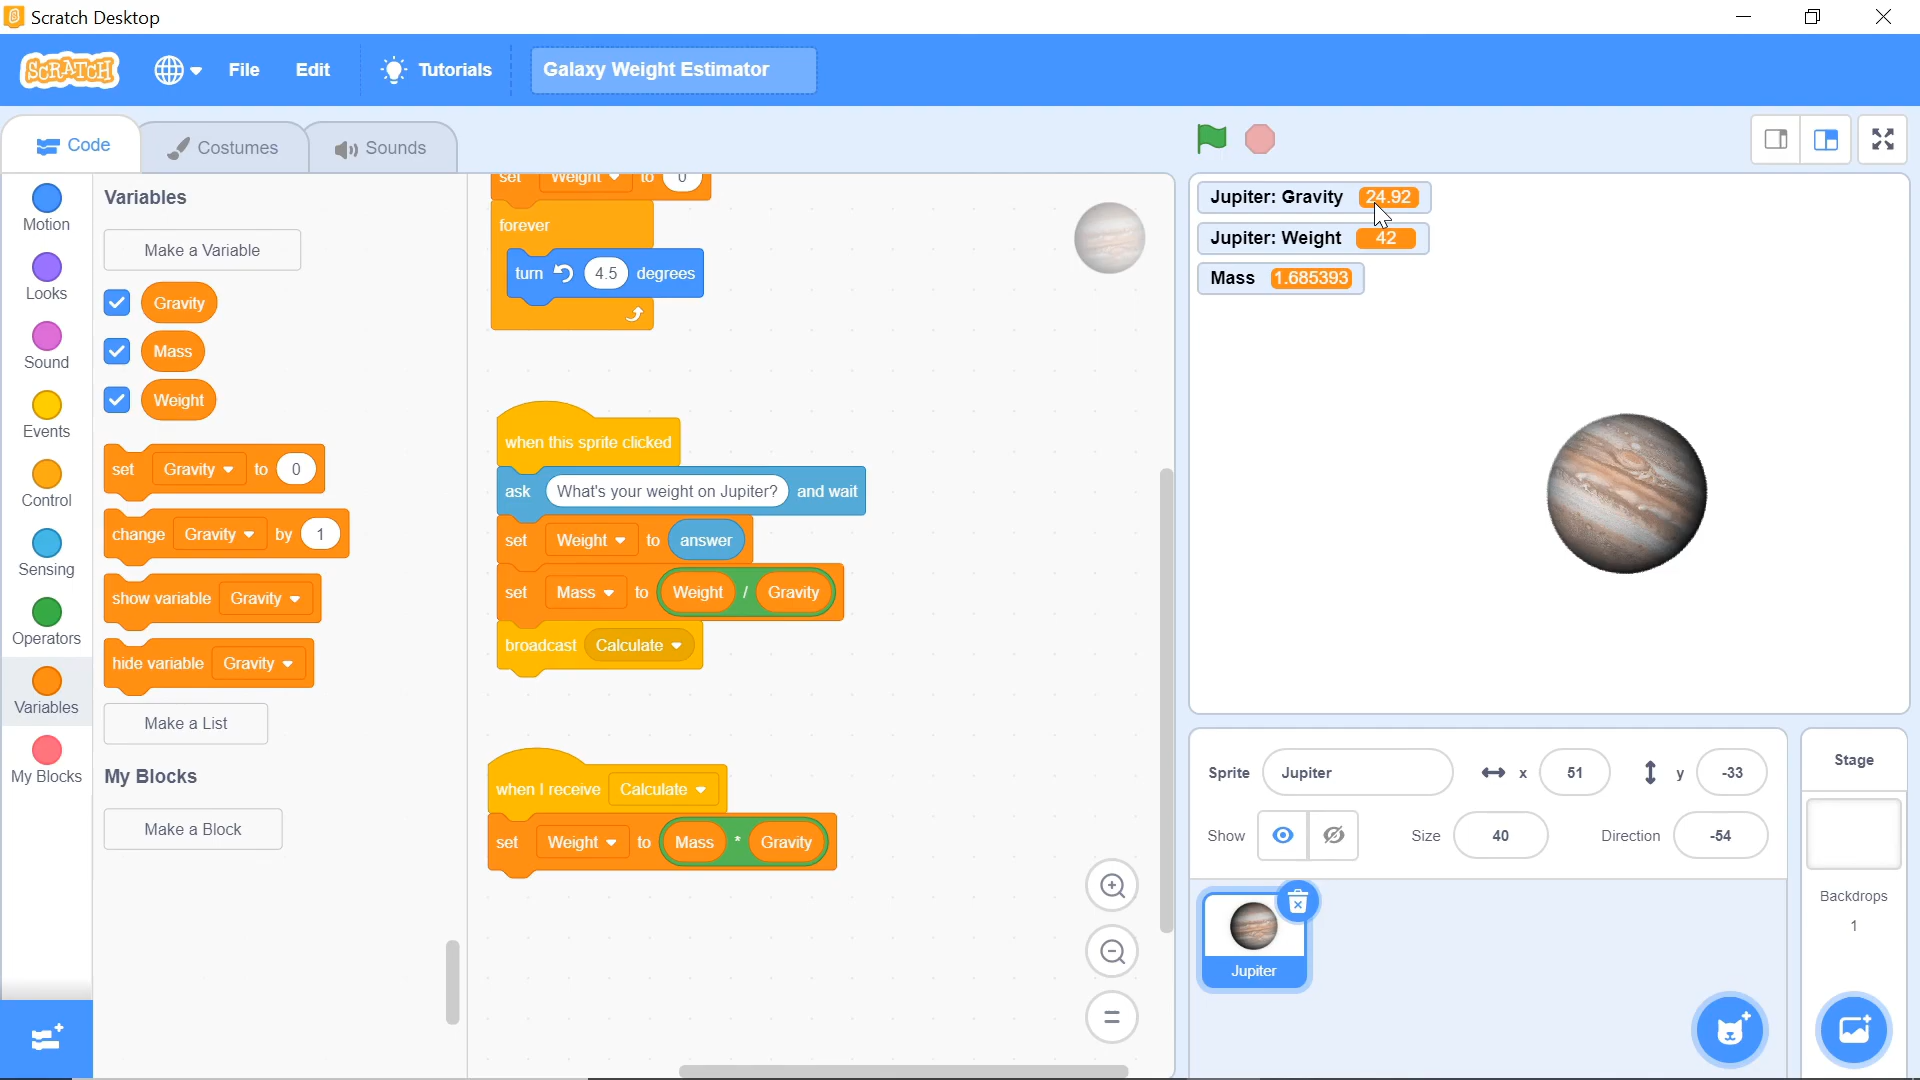 Scratch Desktop
SCRATCH
File
Edit
Tutorials
Galaxy Weight Estimator
Code
Costumes
Sounds
Motion
Looks
Sound
Events
Control
Sensing
Operators
Variables
My Blocks
Variables
Make a Variable
Gravity
Mass
Weight
set Gravity to 0
change Gravity by 1
show variable Gravity
hide variable Gravity
Make a List
My Blocks
Make a Block
set Weight to 0
forever
turn 4.5 degrees
when this sprite clicked
ask What's your weight on Jupiter? and wait
set Weight to answer
set Mass to Weight / Gravity
broadcast Calculate
when I receive Calculate
set Weight to Mass * Gravity
Jupiter: Gravity 24.92
Jupiter: Weight 42
Mass 1.685393
Sprite Jupiter x 51 y -33
Show Size 40 Direction -54
Jupiter
Stage
Backdrops
1